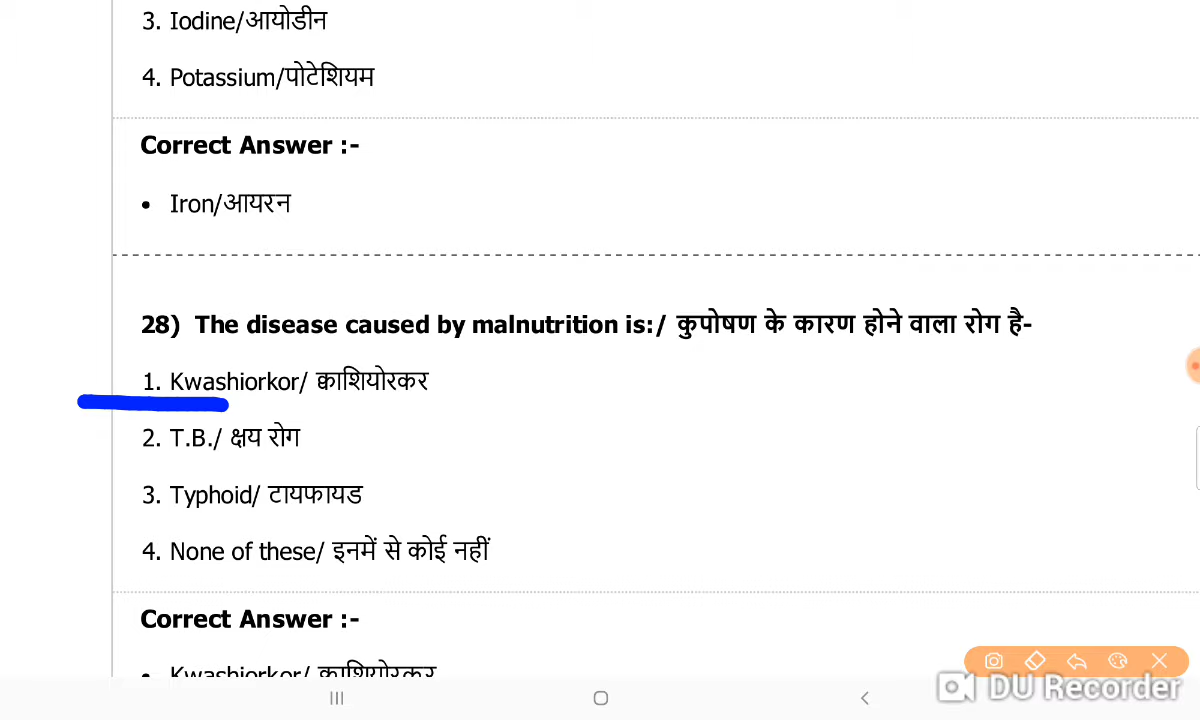 3. Iodine/आयोडीन
4. Potassium/पोटेशियम
Correct Answer :-
• Iron/आयरन
28) The disease caused by malnutrition is:/ कुपोषण के कारण होने वाला रोग है-
1. Kwashiorkor/ क्वाशियोरकर
2. T.B./ क्षय रोग
3. Typhoid/ टायफायड
4. None of these/ इनमें से कोई नहीं
Correct Answer :-
• Kwashiorkor/ क्वाशियोरकर
DU Recorder